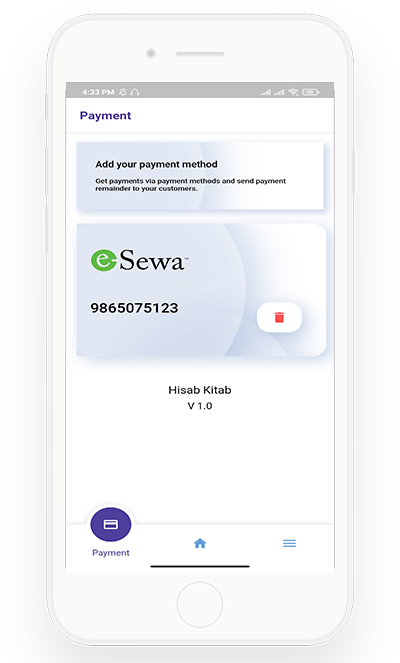 4:33 PM
Payment
Add your payment method
Get payments via payment methods and send payment
remainder to your customers.
eSewa™
9865075123
Hisab Kitab
V 1.0
Payment